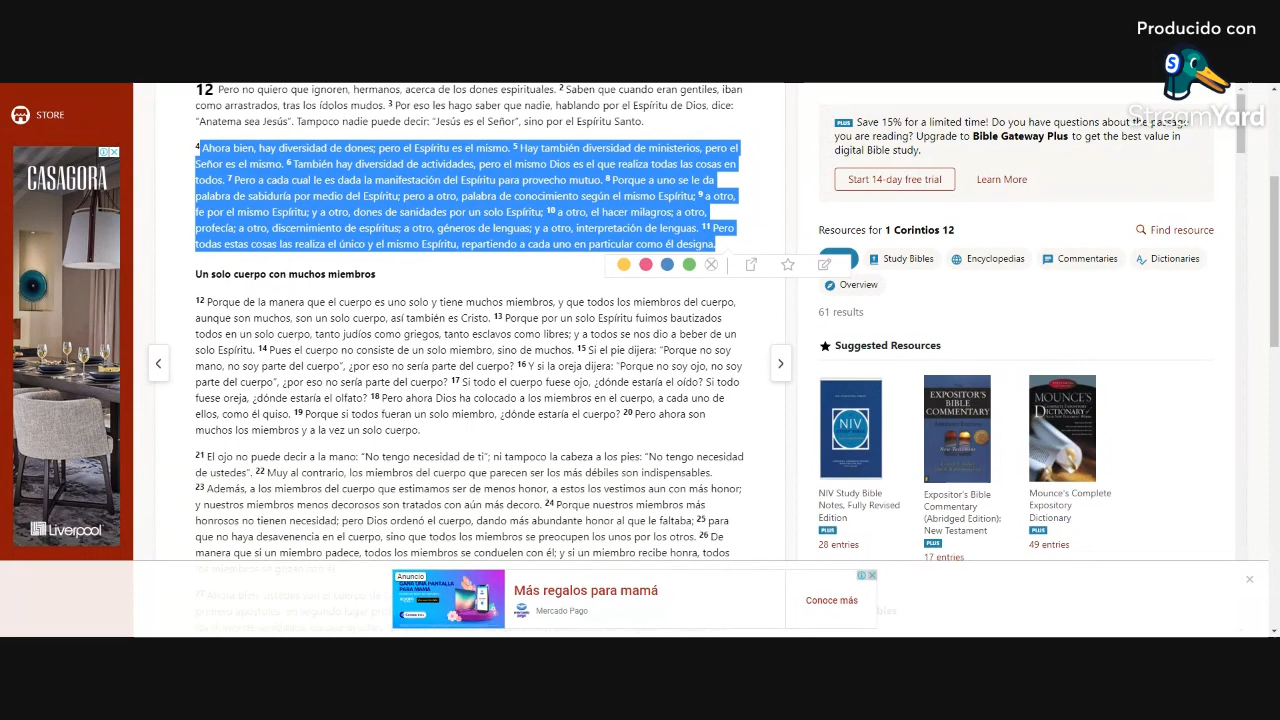 Producido con
StreamYard
STORE
CASAGORA
Liverpool
12 Pero no quiero que ignoren, hermanos, acerca de los dones espirituales. 2 Saben que cuando eran gentiles, iban
como arrastrados, tras los ídolos mudos. 3 Por eso les hago saber que nadie, hablando por el Espíritu de Dios, dice:
“Anatema sea Jesús”. Tampoco nadie puede decir: “Jesús es el Señor”, sino por el Espíritu Santo.
4 Ahora bien, hay diversidad de dones; pero el Espíritu es el mismo. 5 Hay también diversidad de ministerios, pero el
Señor es el mismo. 6 También hay diversidad de actividades, pero el mismo Dios es el que realiza todas las cosas en
todos. 7 Pero a cada cual le es dada la manifestación del Espíritu para provecho mutuo. 8 Porque a uno se le da
palabra de sabiduría por medio del Espíritu; pero a otro, palabra de conocimiento según el mismo Espíritu; 9 a otro,
fe por el mismo Espíritu; y a otro, dones de sanidades por un solo Espíritu; 10 a otro, el hacer milagros; a otro,
profecía; a otro, discernimiento de espíritus; a otro, géneros de lenguas; y a otro, interpretación de lenguas. 11 Pero
todas estas cosas las realiza el único y el mismo Espíritu, repartiendo a cada uno en particular como él designa.
Un solo cuerpo con muchos miembros
12 Porque de la manera que el cuerpo es uno solo y tiene muchos miembros, y que todos los miembros del cuerpo,
aunque son muchos, son un solo cuerpo, así también es Cristo. 13 Porque por un solo Espíritu fuimos bautizados
todos en un solo cuerpo, tanto judíos como griegos, tanto esclavos como libres; y a todos se nos dio a beber de un
solo Espíritu. 14 Pues el cuerpo no consiste de un solo miembro, sino de muchos. 15 Si el pie dijera: “Porque no soy
mano, no soy parte del cuerpo”, ¿por eso no sería parte del cuerpo? 16 Y si la oreja dijera: “Porque no soy ojo, no soy
parte del cuerpo”, ¿por eso no sería parte del cuerpo? 17 Si todo el cuerpo fuese ojo, ¿dónde estaría el oído? Si todo
fuese oreja, ¿dónde estaría el olfato? 18 Pero ahora Dios ha colocado a los miembros en el cuerpo, a cada uno de
ellos, como él quiso. 19 Porque si todos fueran un solo miembro, ¿dónde estaría el cuerpo? 20 Pero ahora son
muchos los miembros y a la vez un solo cuerpo.
21 El ojo no puede decir a la mano: “No tengo necesidad de ti”; ni tampoco la cabeza a los pies: “No tengo necesidad
de ustedes”. 22 Muy al contrario, los miembros del cuerpo que parecen ser los más débiles son indispensables.
23 Además, a los miembros del cuerpo que estimamos ser de menos honor, a estos los vestimos aun con más honor;
y nuestros miembros menos decorosos son tratados con aún más decoro. 24 Porque nuestros miembros más
honrosos no tienen necesidad; pero Dios ordenó el cuerpo, dando más abundante honor al que le faltaba; 25 para
que no haya desavenencia en el cuerpo, sino que todos los miembros se preocupen los unos por los otros. 26 De
manera que si un miembro padece, todos los miembros se conduelen con él; y si un miembro recibe honra, todos
los miembros se gozan con él.
PLUS Save 15% for a limited time! Do you have questions about the passage
you are reading? Upgrade to Bible Gateway Plus to get the best value in
digital Bible study.
Start 14-day free trial Learn More
Resources for 1 Corintios 12 Find resource
Study Bibles Encyclopedias Commentaries Dictionaries
Overview
61 results
Suggested Resources
NIV
EXPOSITOR'S
BIBLE
COMMENTARY
MOUNCE'S
DICTIONARY
NIV Study Bible
Notes, Fully Revised
Edition
PLUS
28 entries
Expositor's Bible
Commentary
(Abridged Edition):
New Testament
PLUS
17 entries
Mounce's Complete
Expository
Dictionary
PLUS
49 entries
Anuncio
GANA UNA PANTALLA
PARA MAMÁ
Más regalos para mamá
Mercado Pago
Conoce más